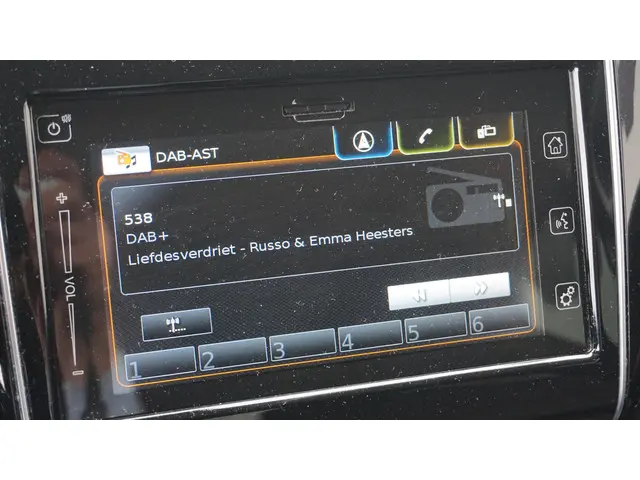 DAB-AST
538
DAB+
Liefdesverdriet - Russo & Emma Heesters
+
VOL
-
1 2 3 4 5 6